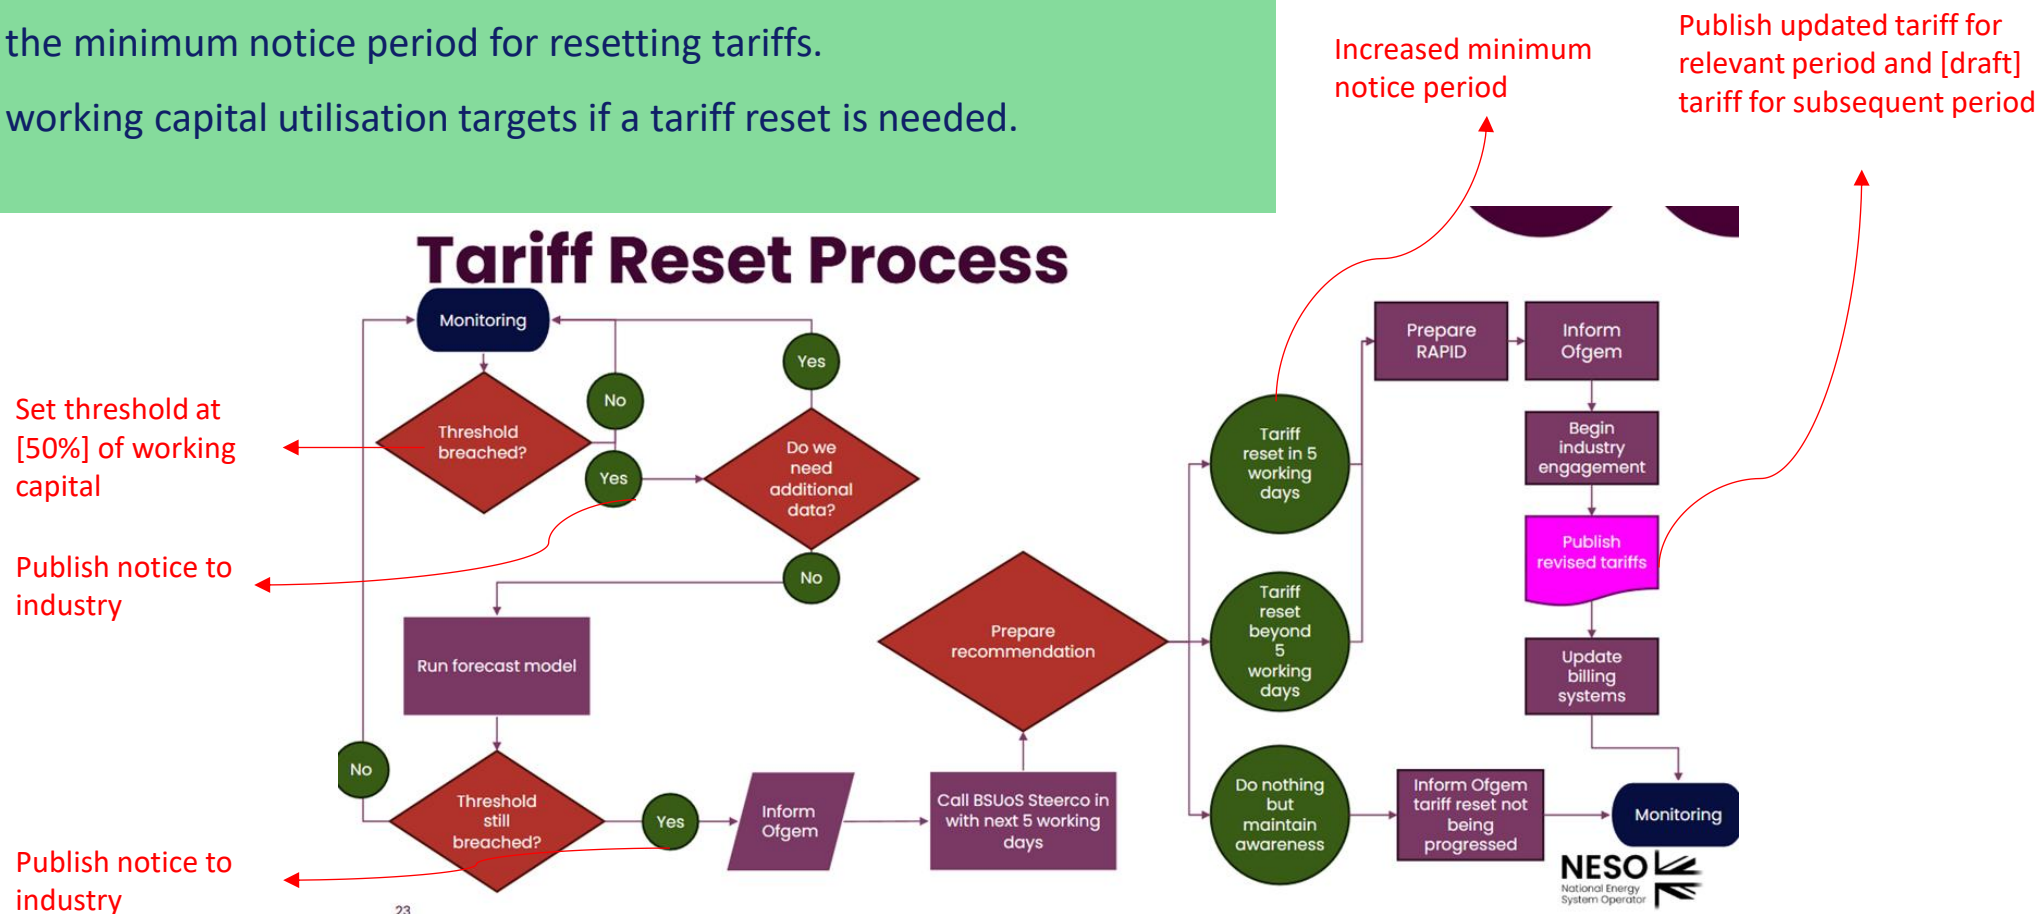 the minimum notice period for resetting tariffs.
working capital utilisation targets if a tariff reset is needed.
Increased minimum
notice period
Publish updated tariff for
relevant period and [draft]
tariff for subsequent period
Tariff Reset Process
Monitoring
Threshold
breached?
No
Yes
Yes
Do we
need
additional
data?
No
Set threshold at
[50%] of working
capital
Publish notice to
industry
Run forecast model
No
Threshold
still
breached?
Yes
Publish notice to
industry
Inform
Ofgem
Call BSUoS Steerco in
with next 5 working
days
Prepare
recommendation
Tariff
reset in 5
working
days
Tariff
reset
beyond
5
working
days
Do nothing
but
maintain
awareness
Prepare
RAPID
Inform
Ofgem
Begin
industry
engagement
Publish
revised tariffs
Update
billing
systems
Inform Ofgem
tariff reset not
being
progressed
Monitoring
NESO
National Energy
System Operator
23